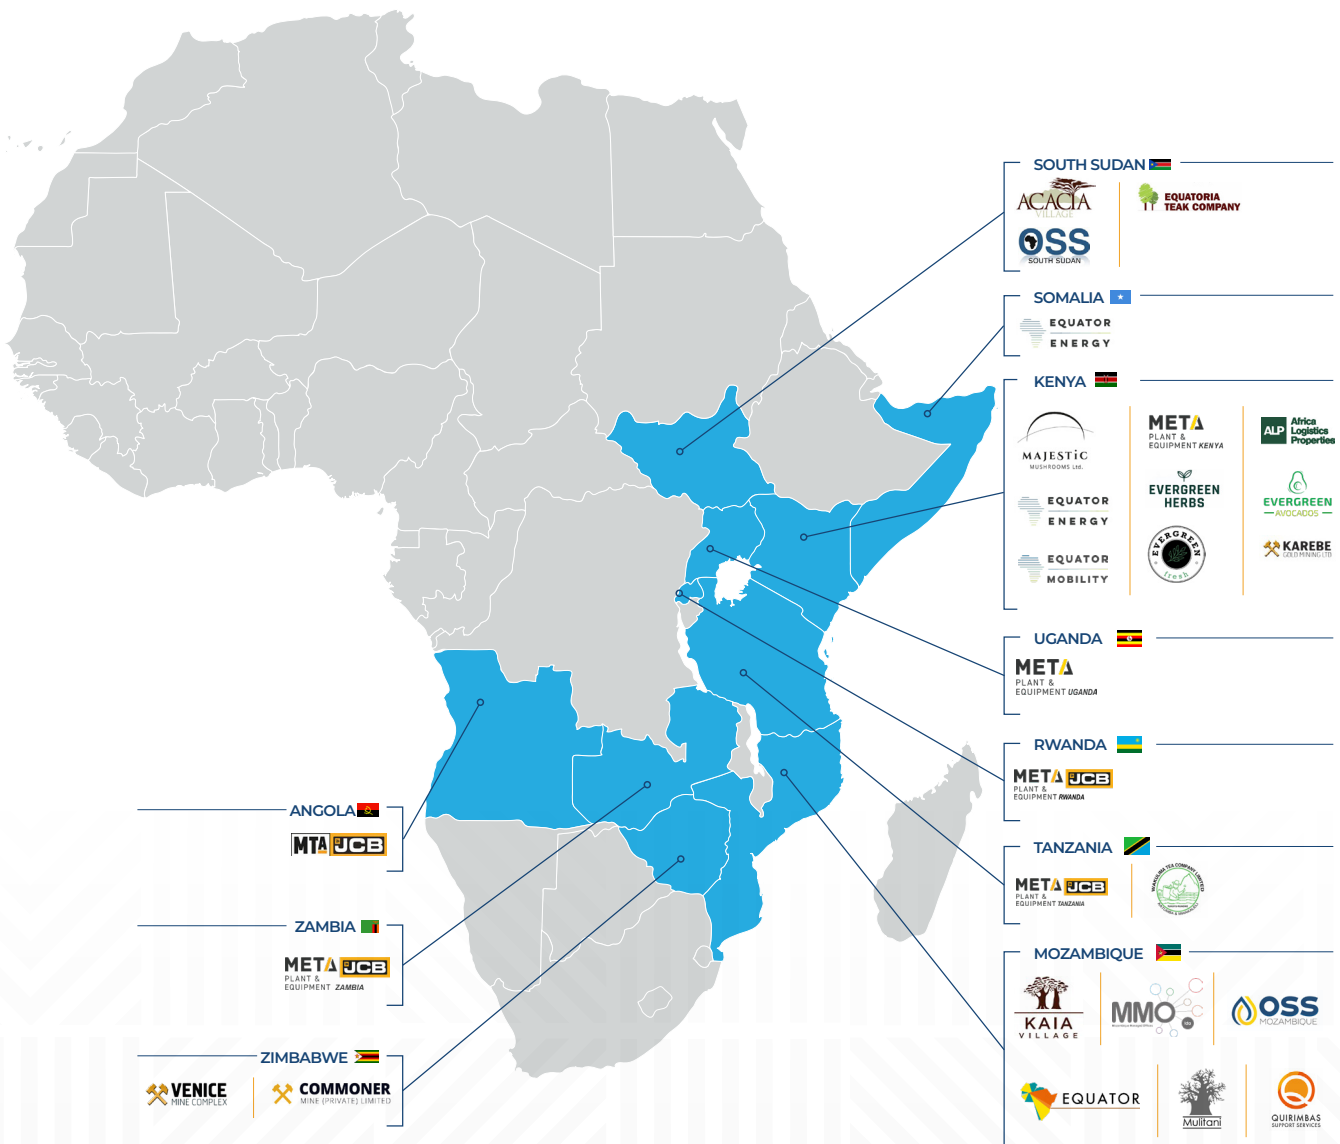 SOUTH SUDAN
ACACIA
VILLAGE
EQUATORIA
TEAK COMPANY
OSS
SOUTH SUDAN
SOMALIA
EQUATOR
ENERGY
KENYA
MAJESTIC
MUSHROOMS Ltd.
META
PLANT &
EQUIPMENT KENYA
ALP
Africa
Logistics
Properties
EQUATOR
ENERGY
EVERGREEN
HERBS
EVERGREEN
AVOCADOS
EQUATOR
MOBILITY
EVERGREEN
fresh
KAREBE
GOLD MINING LTD
UGANDA
META
PLANT &
EQUIPMENT UGANDA
RWANDA
META JCB
PLANT &
EQUIPMENT RWANDA
TANZANIA
META JCB
PLANT &
EQUIPMENT TANZANIA
MOZAMBIQUE
KAIA
VILLAGE
MMO
OSS
MOZAMBIQUE
EQUATOR
Mulitani
QUIRIMBAS
SUPPORT SERVICES
ANGOLA
MTA JCB
ZAMBIA
META JCB
PLANT &
EQUIPMENT ZAMBIA
ZIMBABWE
VENICE
MINE COMPLEX
COMMONER
MINE (PRIVATE) LIMITED